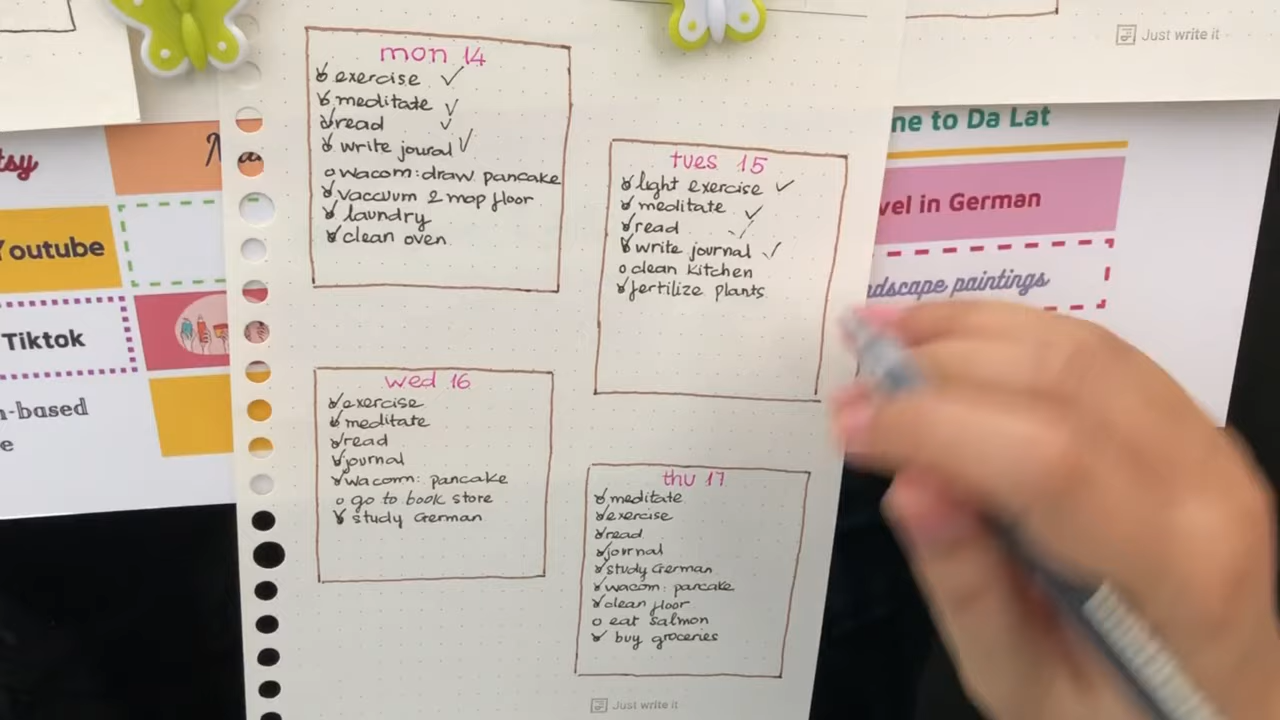 mon 14
exercise
meditate
read
write joural
wacom: draw pancake
vaccuum & mop floor
laundry
clean oven
tues 15
light exercise
meditate
read
write journal
clean kitchen
fertilize plants
wed 16
exercise
meditate
read
journal
wacom: pancake
go to book store
study German
thu 17
meditate
exercise
read
journal
study German
wacom: pancake
clean floor
eat salmon
buy groceries
Just write it
Just write it
to Da Lat
in German
paintings
Youtube
Tiktok